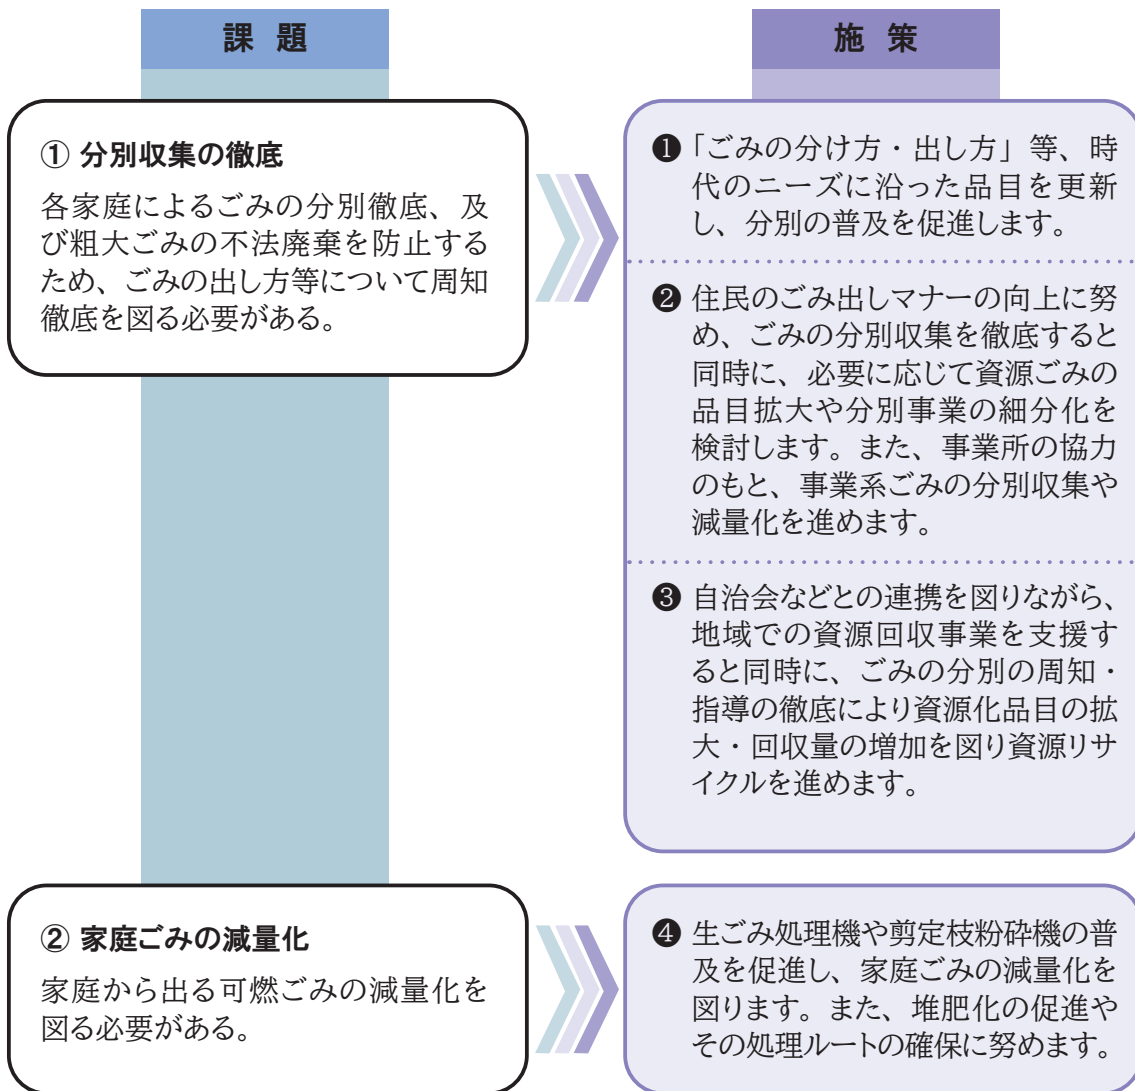 課題
施策
① 分別収集の徹底
各家庭によるごみの分別徹底、及
び粗大ごみの不法廃棄を防止する
ため、ごみの出し方等について周知
徹底を図る必要がある。
❶「ごみの分け方・出し方」等、時
代のニーズに沿った品目を更新
し、分別の普及を促進します。
❷ 住民のごみ出しマナーの向上に努
め、ごみの分別収集を徹底すると
同時に、必要に応じて資源ごみの
品目拡大や分別事業の細分化を
検討します。また、事業所の協力
のもと、事業系ごみの分別収集や
減量化を進めます。
❸ 自治会などとの連携を図りながら、
地域での資源回収事業を支援す
ると同時に、ごみの分別の周知・
指導の徹底により資源化品目の拡
大・回収量の増加を図り資源リサ
イクルを進めます。
② 家庭ごみの減量化
家庭から出る可燃ごみの減量化を
図る必要がある。
❹ 生ごみ処理機や剪定枝粉砕機の普
及を促進し、家庭ごみの減量化を
図ります。また、堆肥化の促進や
その処理ルートの確保に努めます。